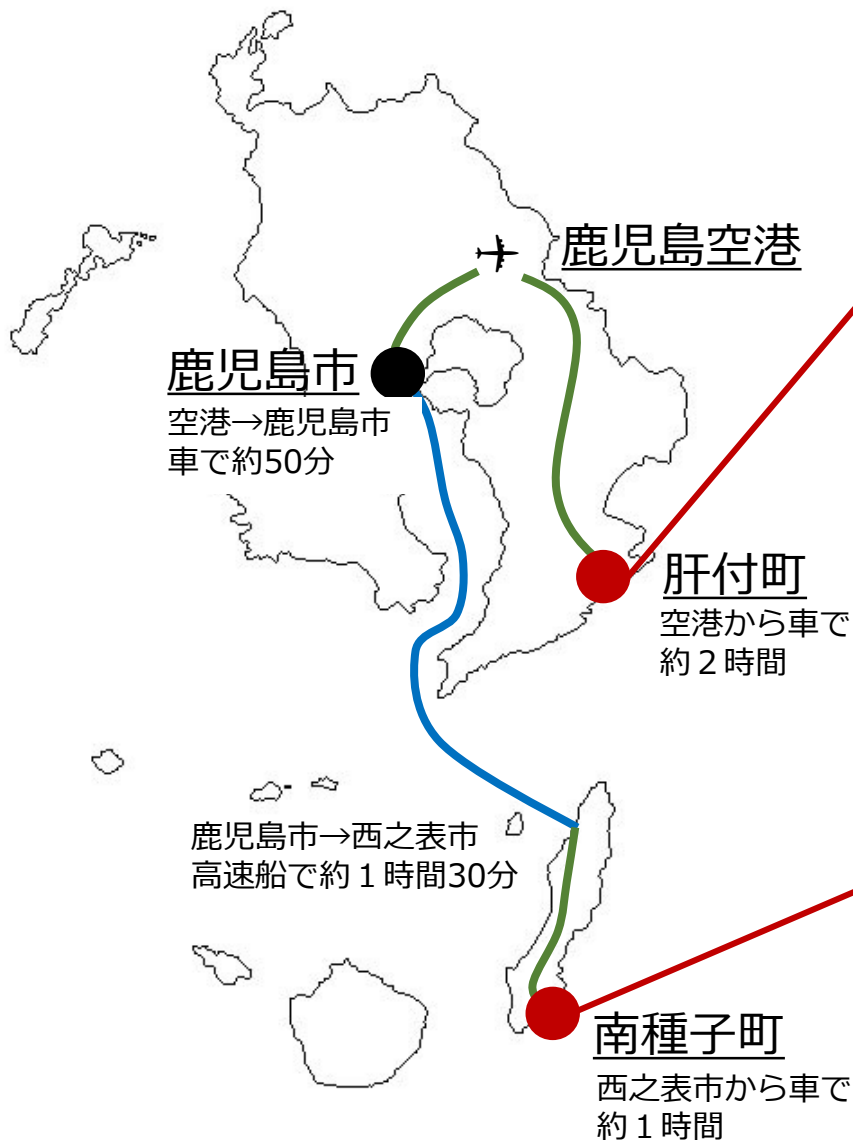 鹿児島空港
鹿児島市
空港→鹿児島市
車で約50分
肝付町
空港から車で
約２時間
鹿児島市→西之表市
高速船で約１時間30分
南種子町
西之表市から車で
約１時間